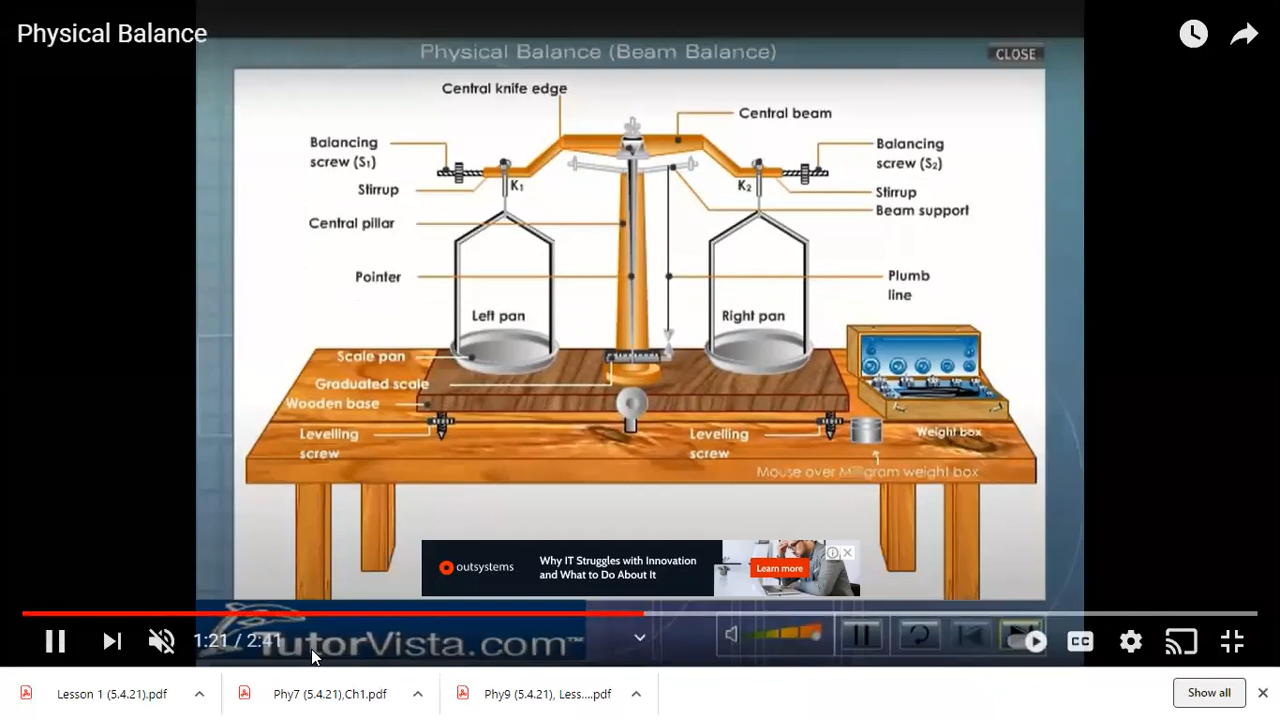 Physical Balance
Physical Balance (Beam Balance)
CLOSE
Central knife edge
Central beam
Balancing
screw (S₁)
Balancing
screw (S₂)
Stirrup
K₁
K₂
Stirrup
Central pillar
Beam support
Pointer
Plumb
line
Left pan
Right pan
Scale pan
Graduated scale
Wooden base
Levelling
screw
Levelling
screw
Weight box
Mouse over Milligram weight box
outsystems
Why IT Struggles with Innovation
and What to Do About It
Learn more
1:21 / 2:41
TutorVista.com™
CC
Lesson 1 (5.4.21).pdf
Phy7 (5.4.21),Ch1.pdf
Phy9 (5.4.21), Less....pdf
Show all